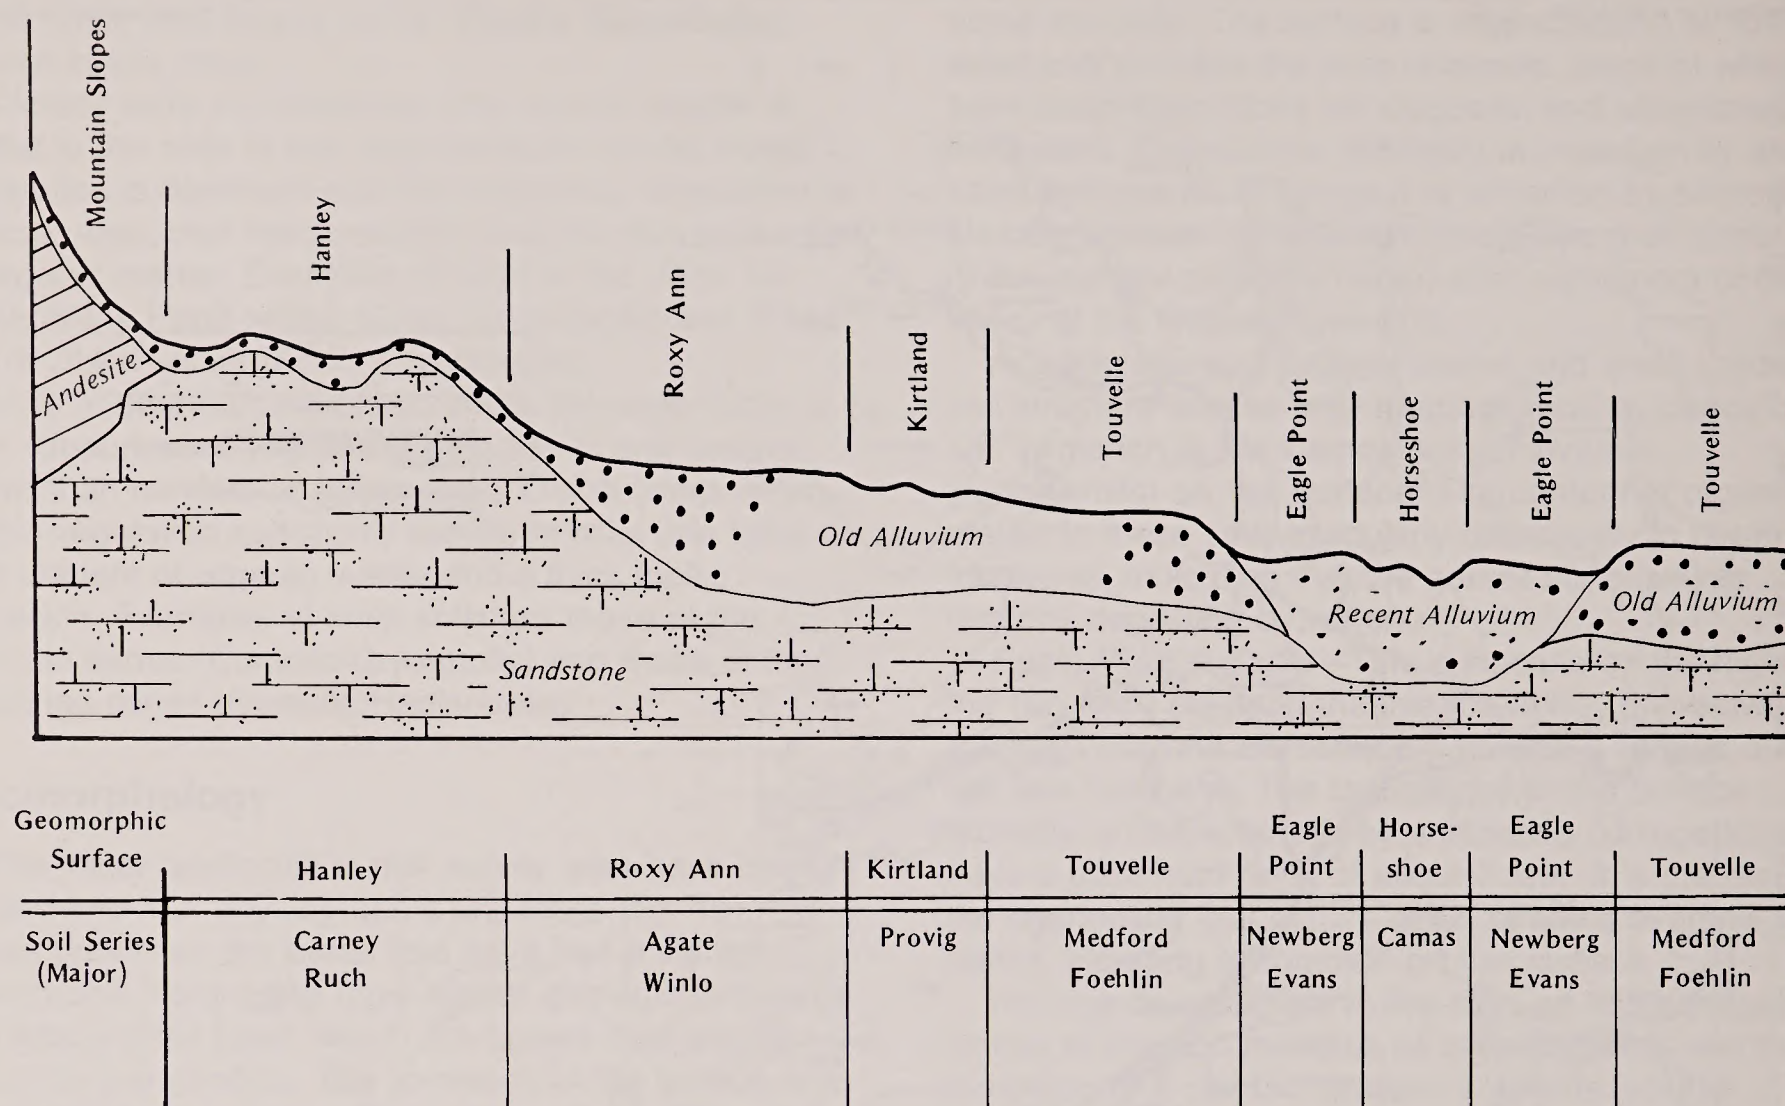 Mountain Slopes
Hanley
Roxy Ann
Kirtland
Touvelle
Eagle Point
Horseshoe
Eagle Point
Touvelle
Andesite
Old Alluvium
Recent Alluvium
Old Alluvium
Sandstone
Geomorphic
Surface
Hanley
Roxy Ann
Kirtland
Touvelle
Eagle
Point
Horse-
shoe
Eagle
Point
Touvelle
Soil Series
(Major)
Carney
Ruch
Agate
Winlo
Provig
Medford
Foehlin
Newberg
Evans
Camas
Newberg
Evans
Medford
Foehlin